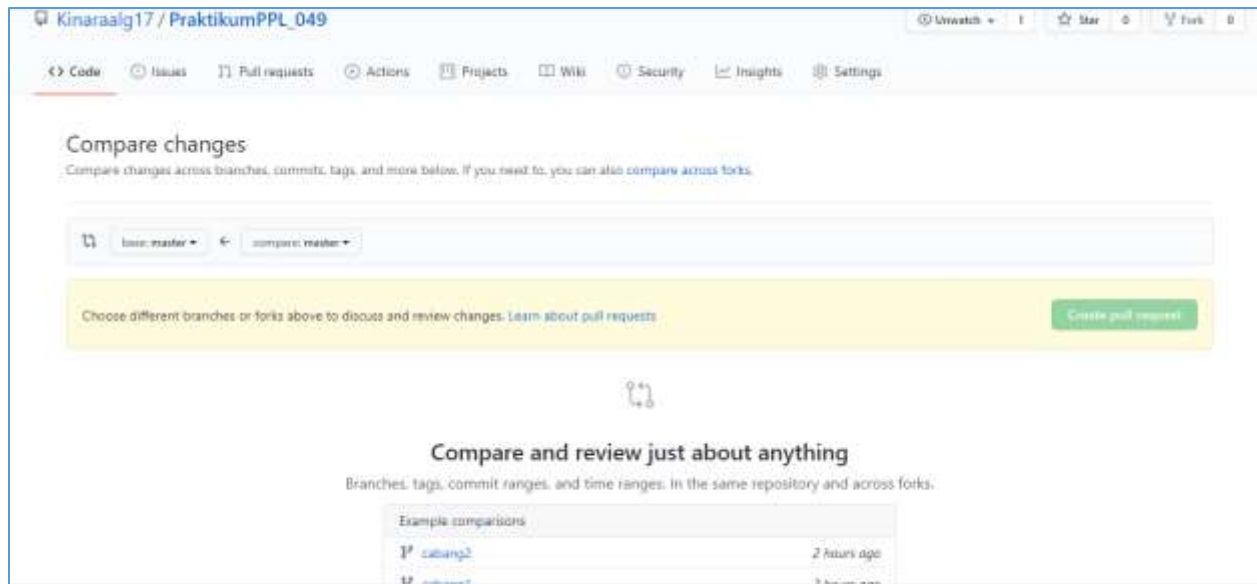 Kinaraalg17 / PraktikumPPL_049
Unwatch 1 Star 0 Fork 0
Code Issues Pull requests Actions Projects Wiki Security Insights Settings
Compare changes
Compare changes across branches, commits, tags, and more below. If you need to, you can also compare across forks.
base: master ← compare: master
Choose different branches or forks above to discuss and review changes. Learn about pull requests
Create pull request
Compare and review just about anything
Branches, tags, commit ranges, and time ranges. In the same repository and across forks.
Example comparisons
cabang2 2 hours ago